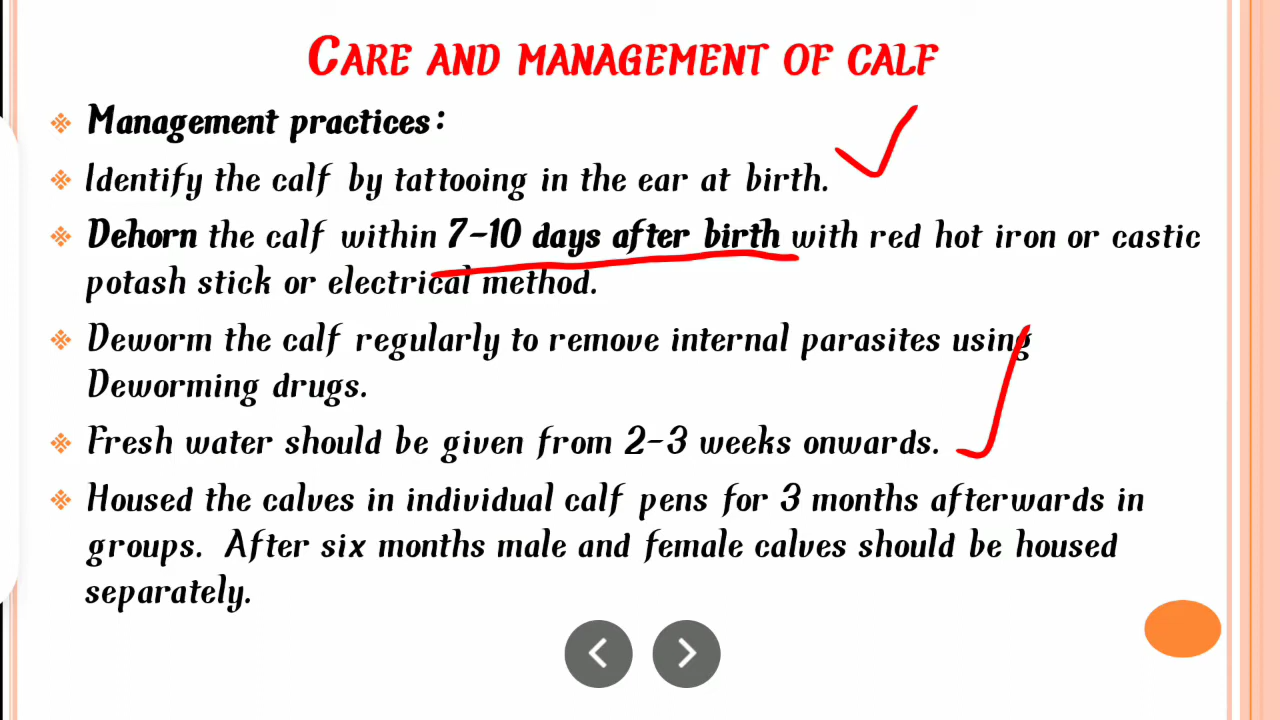 CARE AND MANAGEMENT OF CALF
Management practices:
Identify the calf by tattooing in the ear at birth.
Dehorn the calf within 7-10 days after birth with red hot iron or castic
potash stick or electrical method.
Deworm the calf regularly to remove internal parasites using
Deworming drugs.
Fresh water should be given from 2-3 weeks onwards.
Housed the calves in individual calf pens for 3 months afterwards in
groups. After six months male and female calves should be housed
separately.